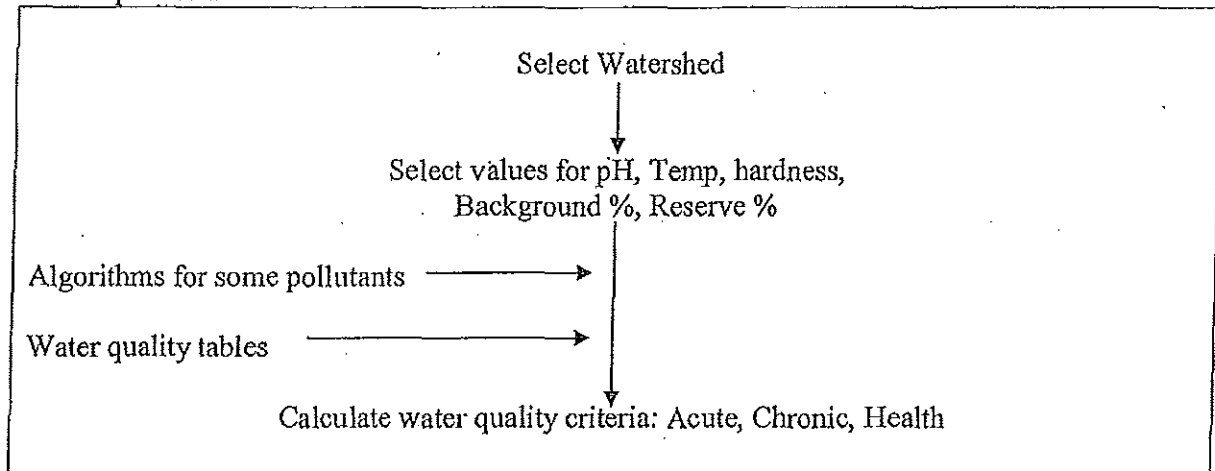 Select Watershed
Select values for pH, Temp, hardness,
Background %, Reserve %
Algorithms for some pollutants
Water quality tables
Calculate water quality criteria: Acute, Chronic, Health